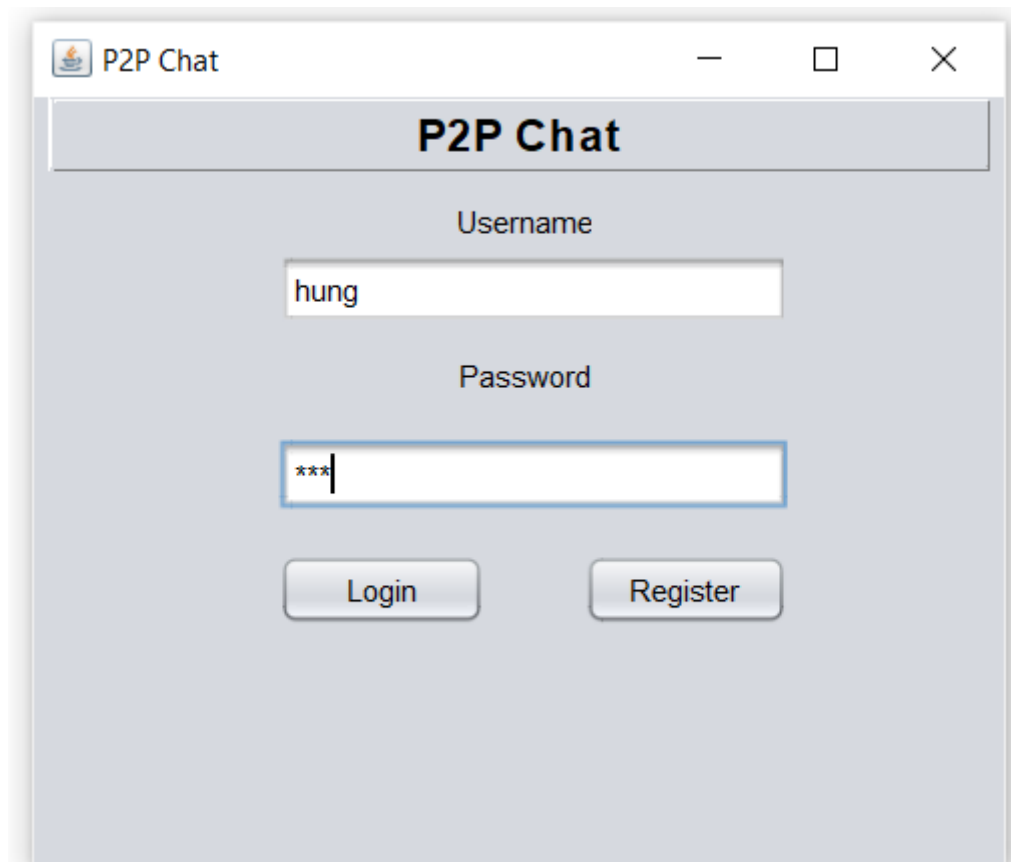 P2P Chat
P2P Chat
Username
hung
Password
***
Login Register